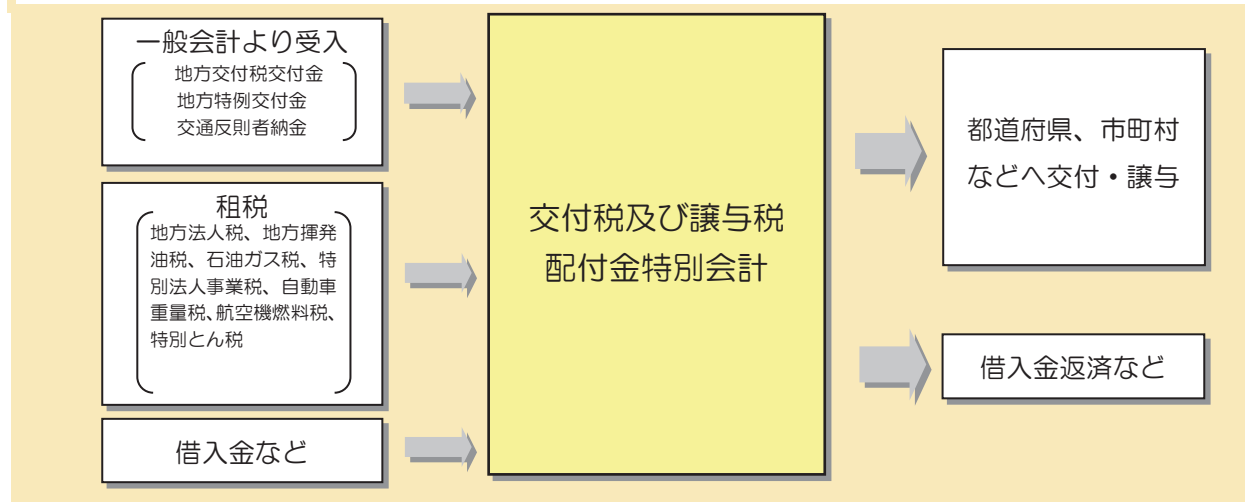 一般会計より受入
地方交付税交付金
地方特例交付金
交通反則者納金
租税
地方法人税、地方揮発
油税、石油ガス税、特
別法人事業税、自動車
重量税、航空機燃料税、
特別とん税
借入金など
交付税及び譲与税
配付金特別会計
都道府県、市町村
などへ交付・譲与
借入金返済など